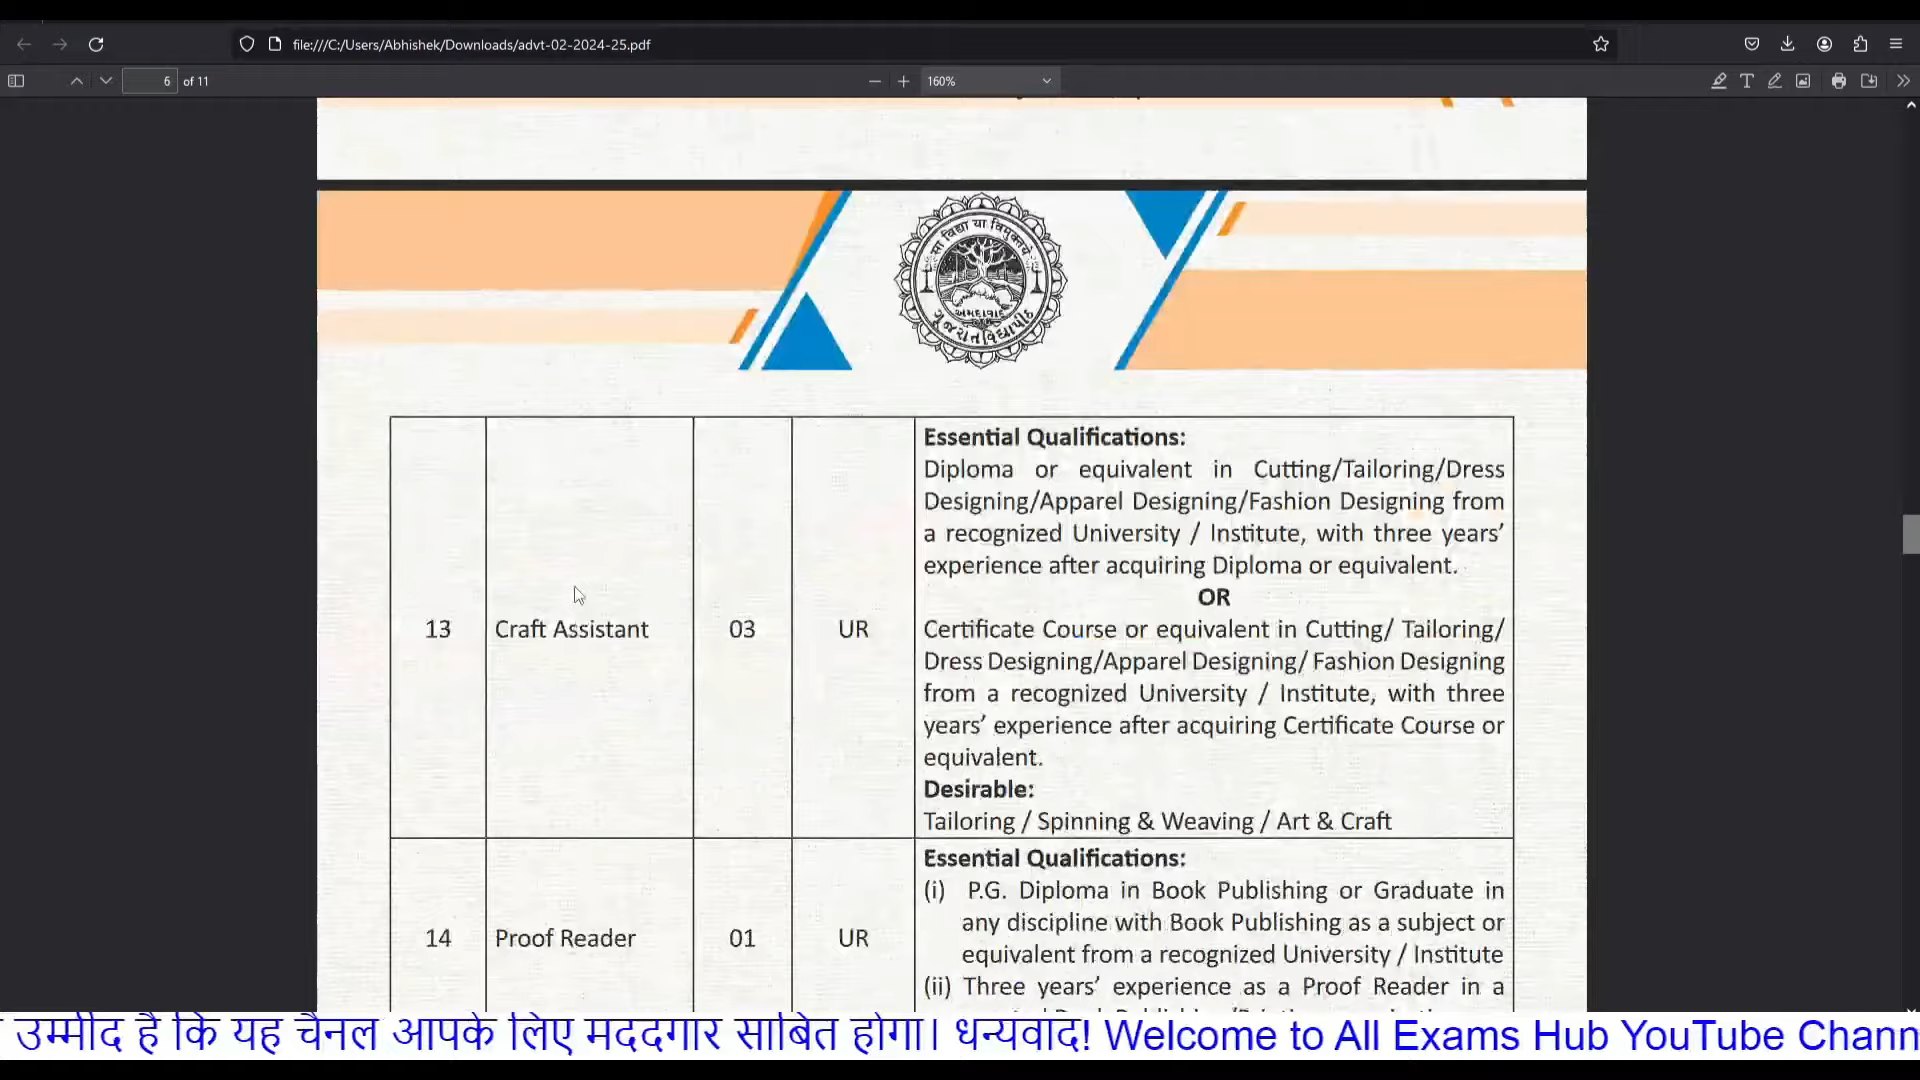 file:///C:/Users/Abhishek/Downloads/advt-02-2024-25.pdf
6 of 11
160%
सा विद्या या विमुक्तये
અમદાવાદ
ગૂજરાત વિદ્યાપીઠ
Essential Qualifications:
Diploma or equivalent in Cutting/Tailoring/Dress
Designing/Apparel Designing/Fashion Designing from
a recognized University / Institute, with three years’
experience after acquiring Diploma or equivalent.
OR
13 Craft Assistant 03 UR Certificate Course or equivalent in Cutting/ Tailoring/
Dress Designing/Apparel Designing/ Fashion Designing
from a recognized University / Institute, with three
years’ experience after acquiring Certificate Course or
equivalent.
Desirable:
Tailoring / Spinning & Weaving / Art & Craft
Essential Qualifications:
(i) P.G. Diploma in Book Publishing or Graduate in
any discipline with Book Publishing as a subject or
14 Proof Reader 01 UR equivalent from a recognized University / Institute
(ii) Three years’ experience as a Proof Reader in a
उम्मीद है कि यह चैनल आपके लिए मददगार साबित होगा। धन्यवाद! Welcome to All Exams Hub YouTube Chann